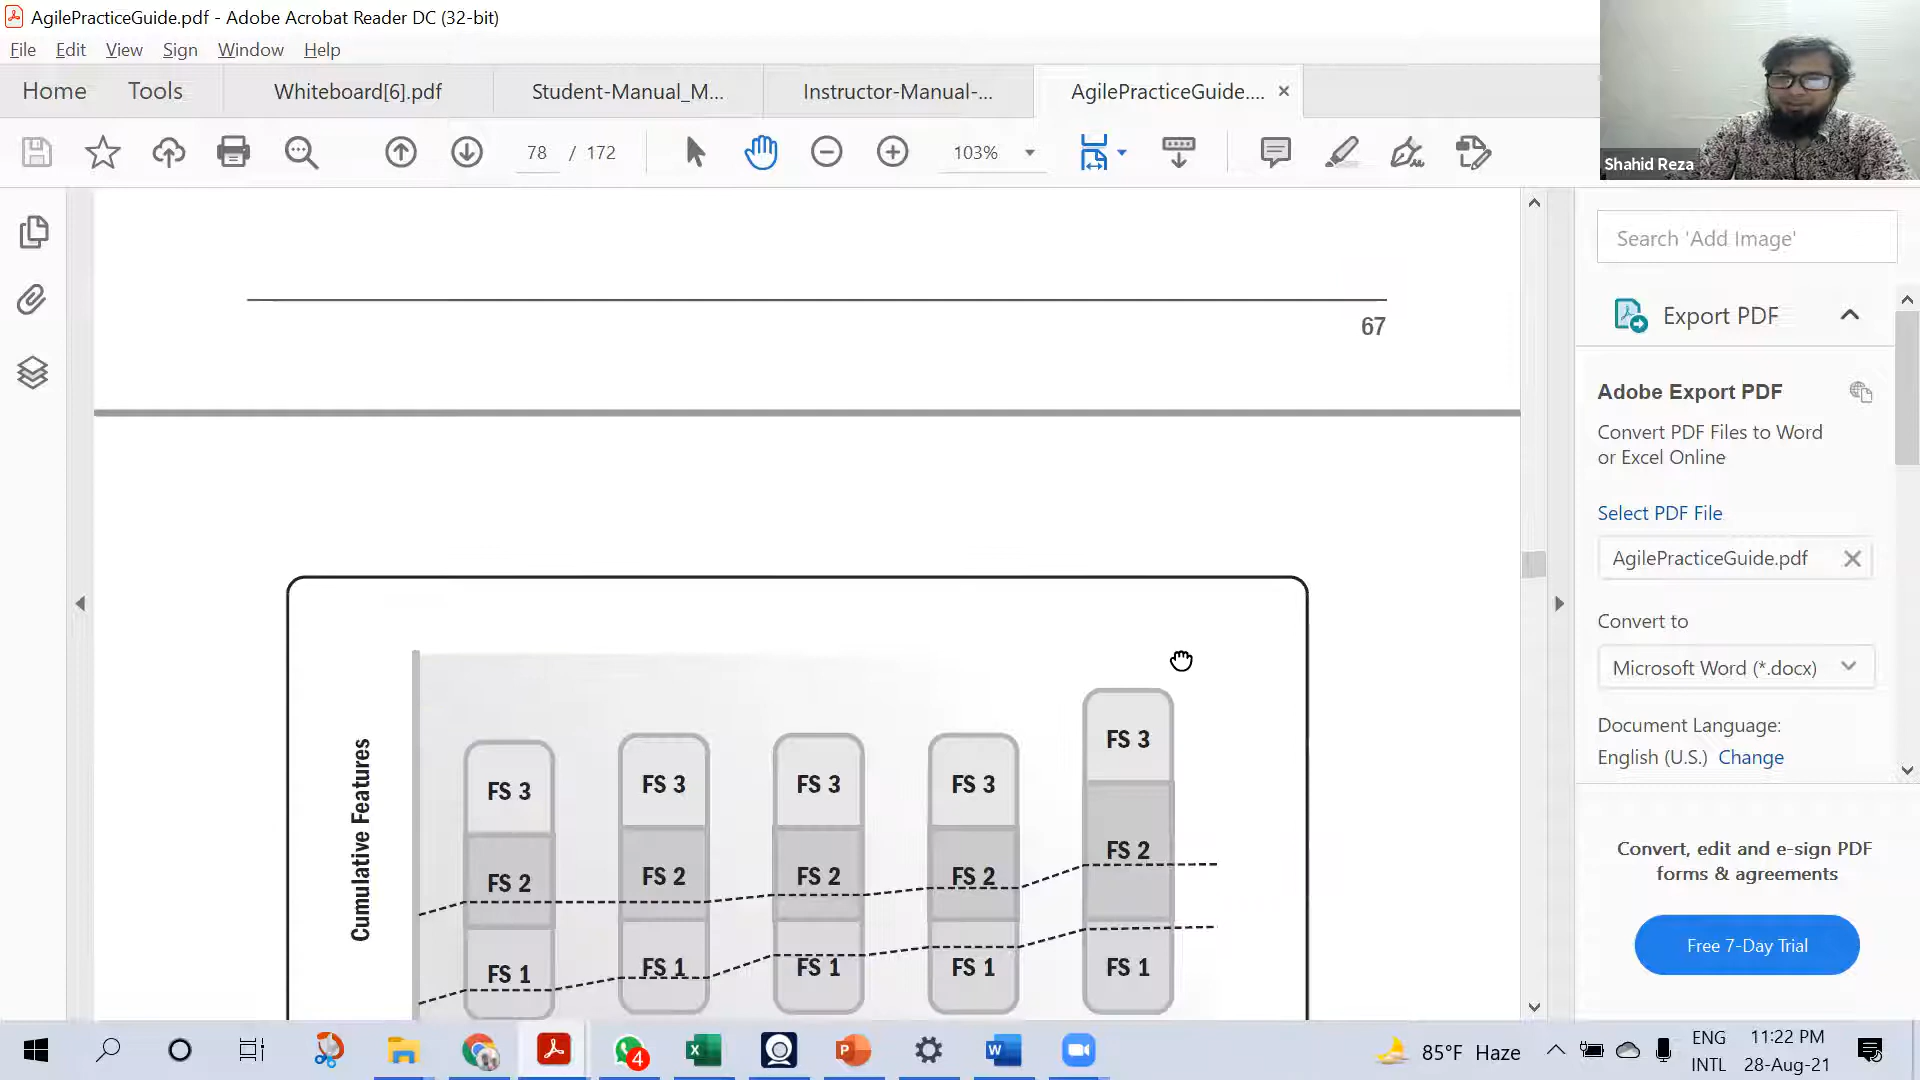 AgilePracticeGuide.pdf - Adobe Acrobat Reader DC (32-bit)
File Edit View Sign Window Help
Home Tools Whiteboard[6].pdf Student-Manual_M... Instructor-Manual-... AgilePracticeGuide....
78 / 172 103%
Shahid Reza
67
Cumulative Features
FS 3 FS 3 FS 3 FS 3 FS 3
FS 2 FS 2 FS 2 FS 2 FS 2
FS 1 FS 1 FS 1 FS 1 FS 1
Search 'Add Image'
Export PDF
Adobe Export PDF
Convert PDF Files to Word
or Excel Online
Select PDF File
AgilePracticeGuide.pdf
Convert to
Microsoft Word (*.docx)
Document Language:
English (U.S.) Change
Convert, edit and e-sign PDF
forms & agreements
Free 7-Day Trial
4
85°F Haze
ENG
INTL
11:22 PM
28-Aug-21